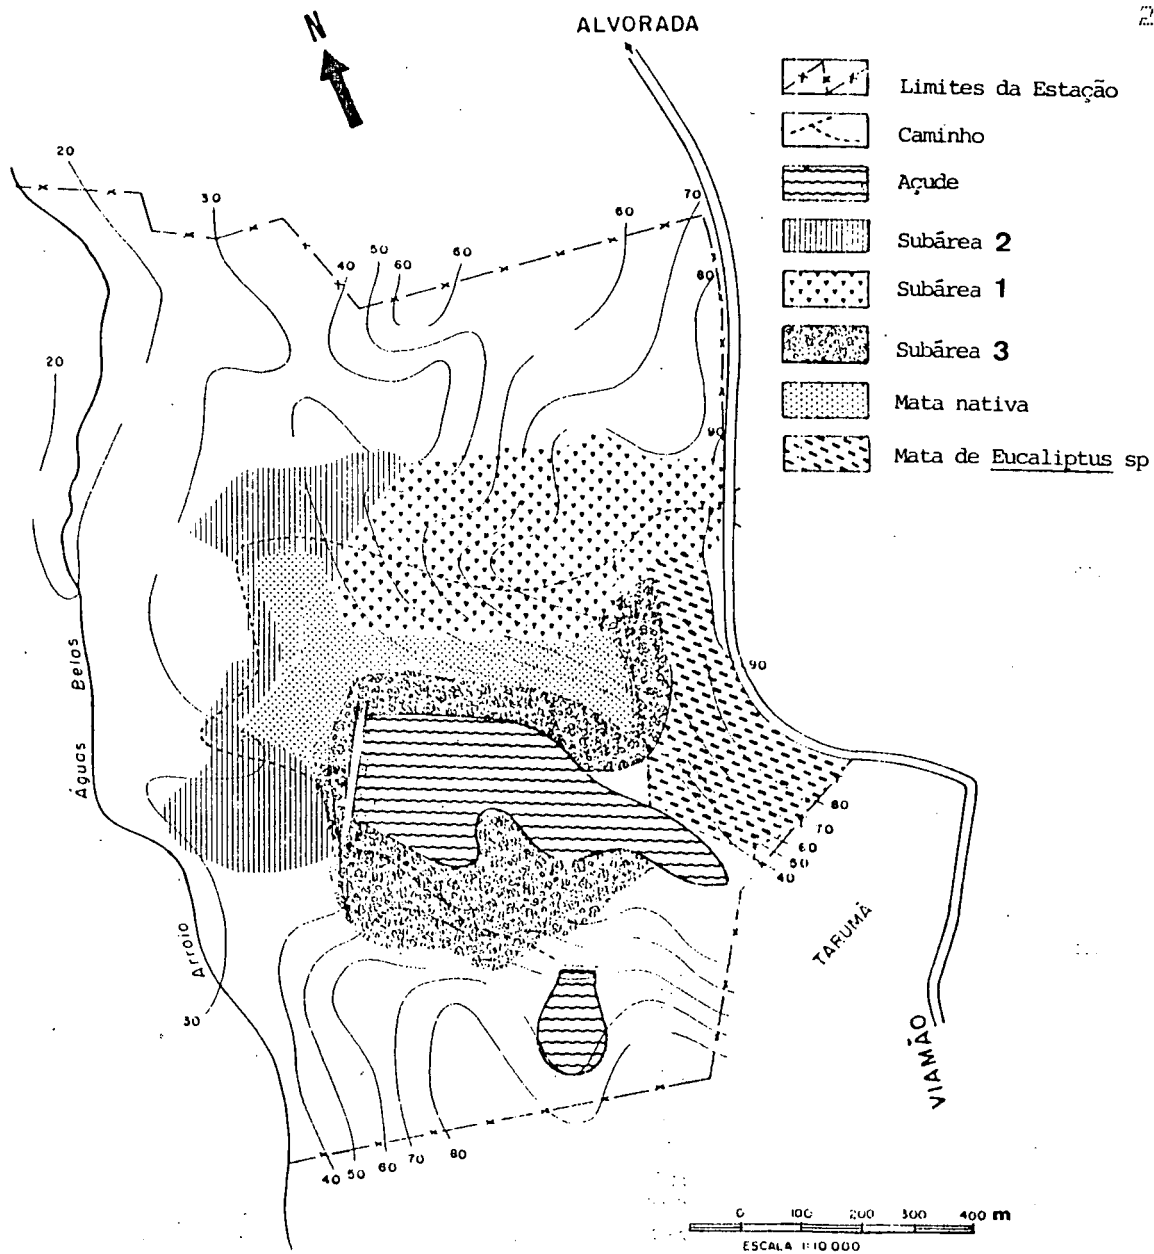 2
N
ALVORADA
Limites da Estação
Caminho
Açude
Subárea 2
Subárea 1
Subárea 3
Mata nativa
Mata de Eucaliptus sp
20
30
40
50
60
60
60
70
80
90
20
90
Águas Belas
Arroio
30
80
70
60
50
40
TARUMÃ
VIAMÃO
40
50
60
70
80
0 100 200 300 400 m
ESCALA 1:10 000